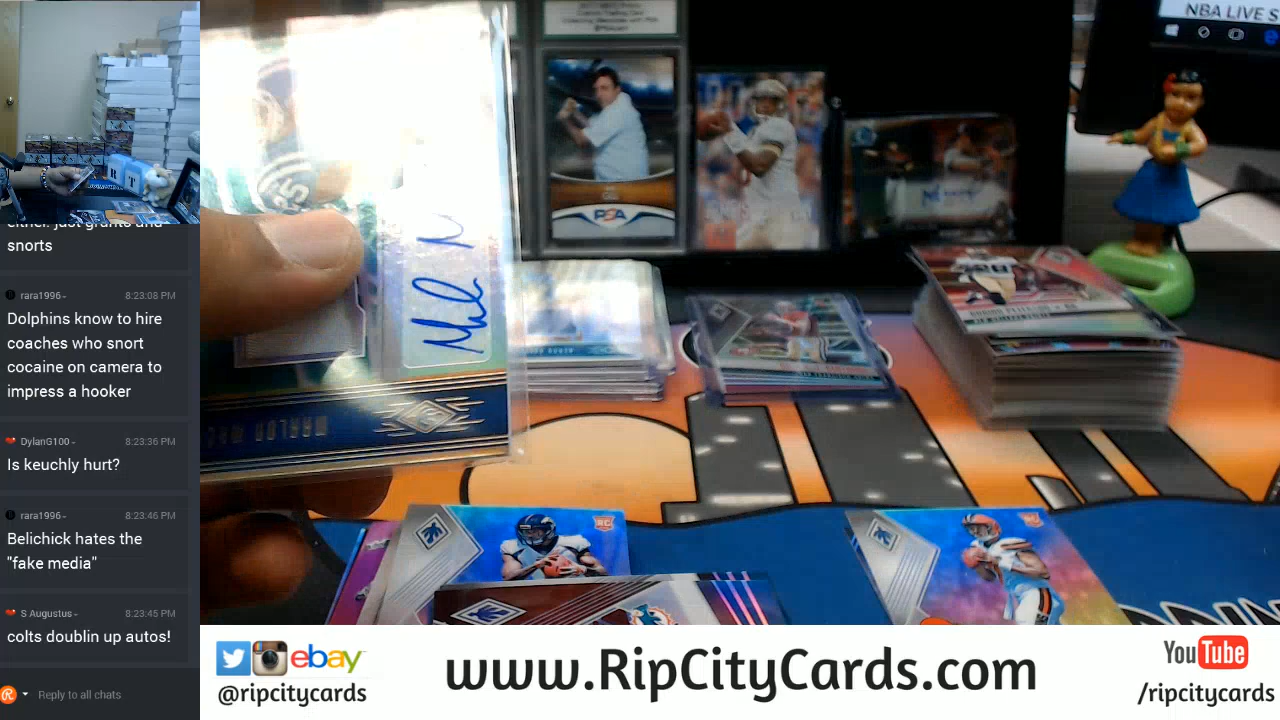 either. just grunts and
snorts
rara1996-
8:23:08 PM
Dolphins know to hire
coaches who snort
cocaine on camera to
impress a hooker
DylanG100-
8:23:36 PM
Is keuchly hurt?
rara1996-
8:23:46 PM
Belichick hates the
"fake media"
S Augustus-
8:23:45 PM
colts doublin up autos!
Reply to all chats
NBA LIVE S
PSA
RC
RC
ebay
@ripcitycards
www.RipCityCards.com
YouTube
/ripcitycards